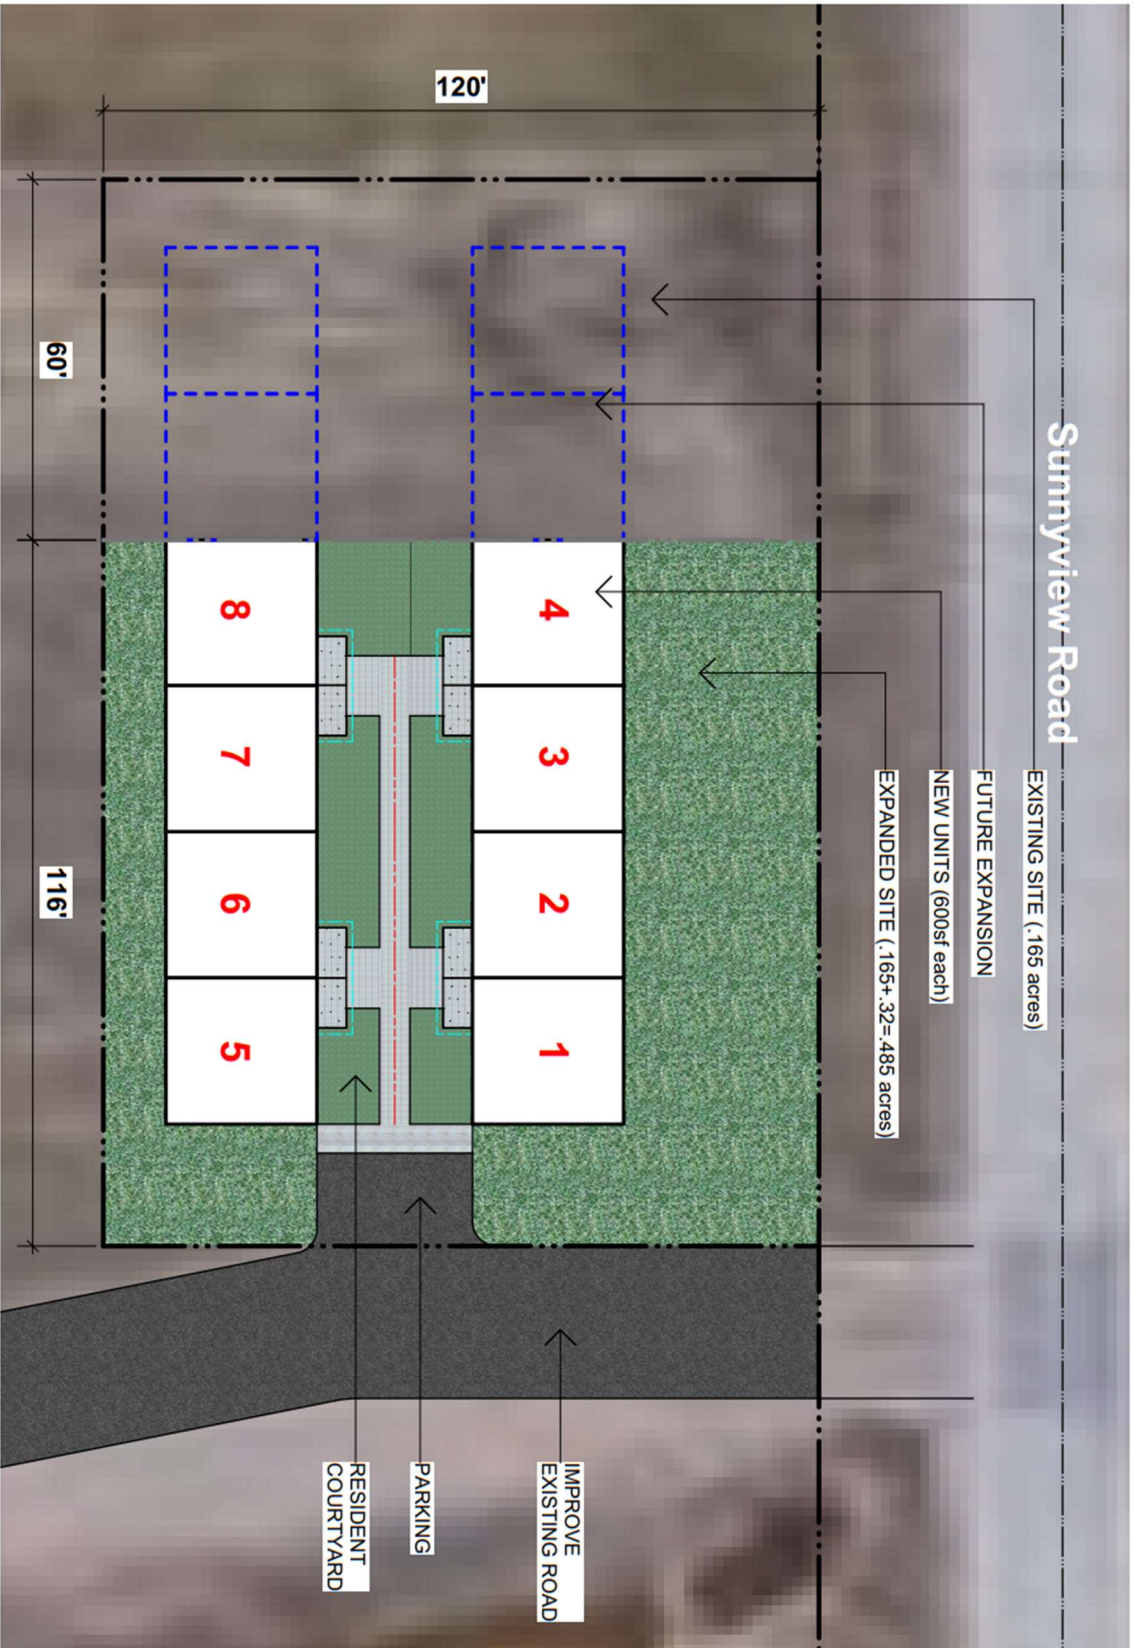 Sunnyview Road
EXISTING SITE (.165 acres)
FUTURE EXPANSION
NEW UNITS (600sf each)
EXPANDED SITE (.165+.32=.485 acres)
120'
4
3
2
1
8
7
6
5
IMPROVE
EXISTING ROAD
PARKING
RESIDENT
COURTYARD
60'
116'